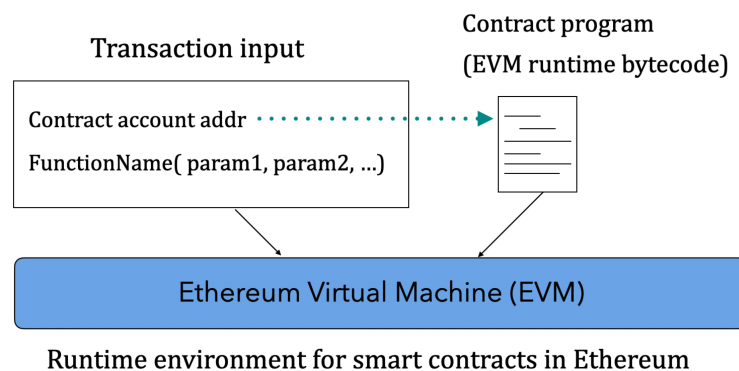 Transaction input
Contract program
(EVM runtime bytecode)
Contract account addr
FunctionName( param1, param2, ...)
Ethereum Virtual Machine (EVM)
Runtime environment for smart contracts in Ethereum